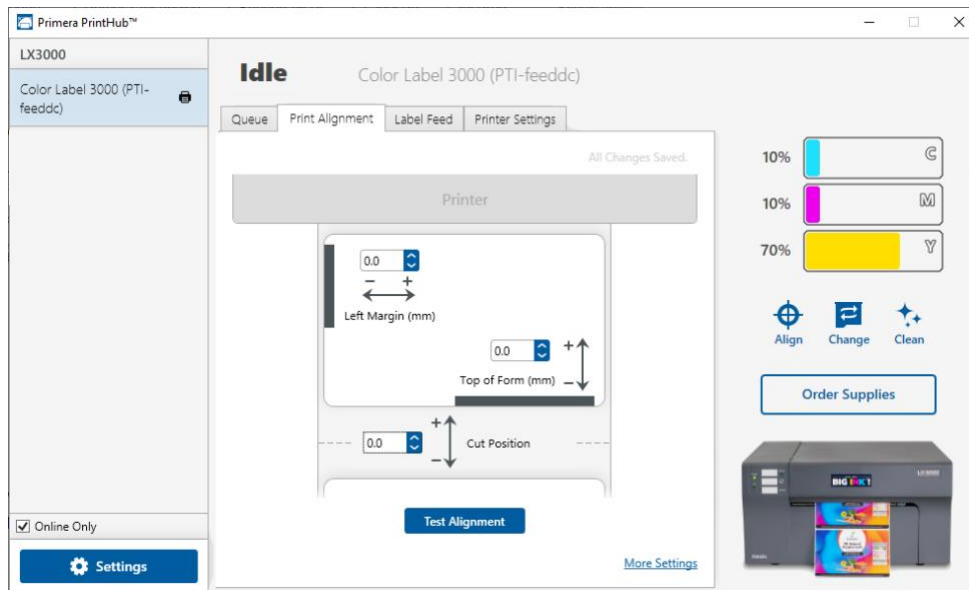 Primera PrintHub™
LX3000
Color Label 3000 (PTI-
feeddc)
Online Only
Settings
Idle
Color Label 3000 (PTI-feeddc)
Queue
Print Alignment
Label Feed
Printer Settings
All Changes Saved.
Printer
0.0
− +
Left Margin (mm)
0.0
+
Top of Form (mm)
−
+
0.0
Cut Position
−
Test Alignment
More Settings
10% C
10% M
70% Y
Align
Change
Clean
Order Supplies
LX3000
BIG INK!